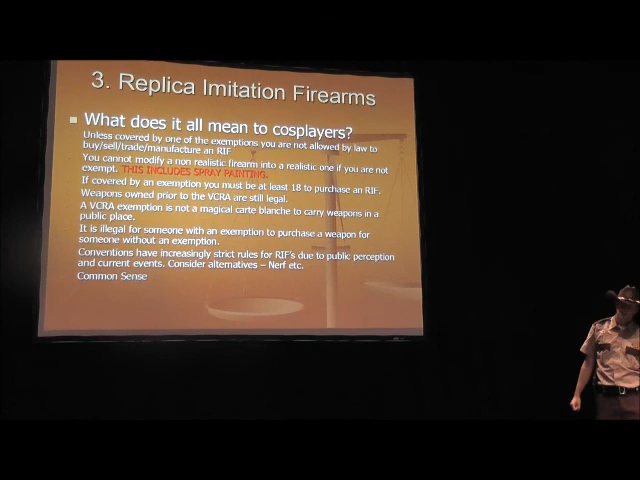 3. Replica Imitation Firearms
What does it all mean to cosplayers?
Unless covered by one of the exemptions you are not allowed by law to
buy/sell/trade/manufacture an RIF
You cannot modify a non realistic firearm into a realistic one if you are not
exempt. THIS INCLUDES SPRAY PAINTING.
If covered by an exemption you must be at least 18 to purchase an RIF.
Weapons owned prior to the VCRA are still legal.
A VCRA exemption is not a magical carte blanche to carry weapons in a
public place.
It is illegal for someone with an exemption to purchase a weapon for
someone without an exemption.
Conventions have increasingly strict rules for RIF's due to public perception
and current events. Consider alternatives – Nerf etc.
Common Sense